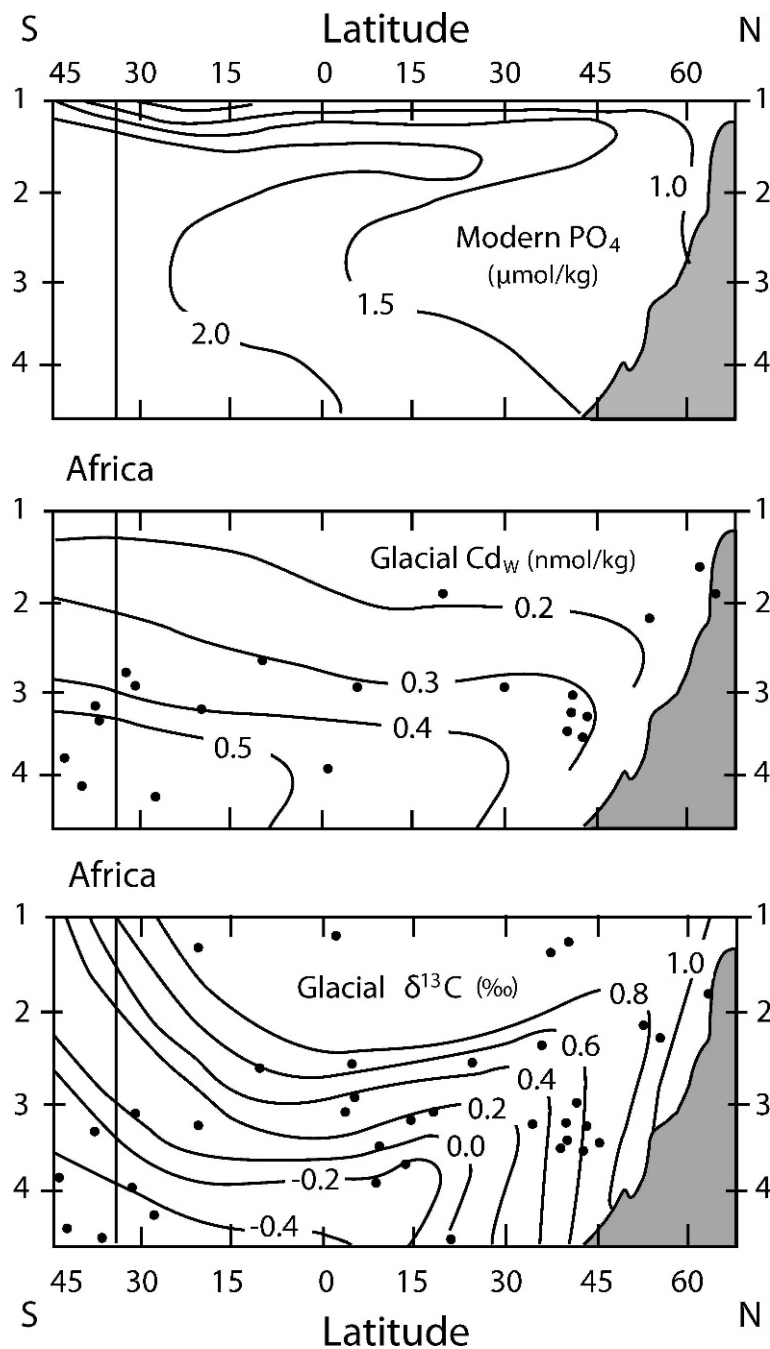 S Latitude N
45 30 15 0 15 30 45 60
1 1
1.0
2 2
Modern PO₄
(μmol/kg)
3 3
1.5
2.0
4 4
Africa
1 1
Glacial Cd_W (nmol/kg)
2 0.2 2
0.3
3 3
0.4
0.5
4 4
Africa
1 1
1.0
Glacial δ¹³C (‰)
0.8
2 2
0.6
0.4
3 0.2 3
0.0
-0.2
4 4
-0.4
45 30 15 0 15 30 45 60
S Latitude N